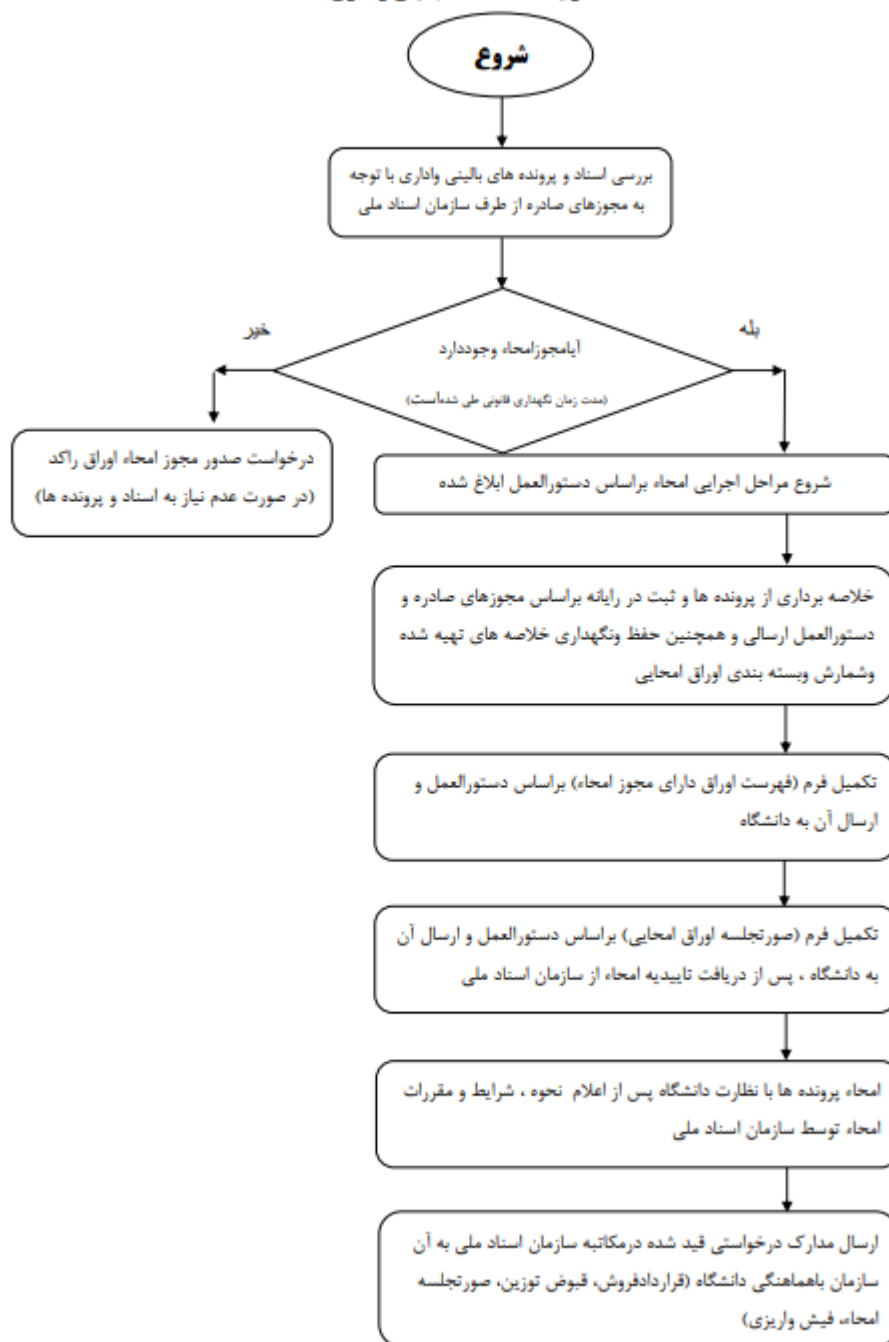 شروع
بررسی اسناد و پرونده های بالینی واداری با توجه
به مجوزهای صادره از طرف سازمان اسناد ملی
آیامجوزامحاء وجوددارد
(مدت زمان نگهداری قانونی طی شدهاست)
بله
خیر
درخواست صدور مجوز امحاء اوراق راکد
(در صورت عدم نیاز به اسناد و پرونده ها)
شروع مراحل اجرایی امحاء براساس دستورالعمل ابلاغ شده
خلاصه برداری از پرونده ها و ثبت در رایانه براساس مجوزهای صادره و
دستورالعمل ارسالی و همچنین حفظ ونگهداری خلاصه های تهیه شده
وشمارش وبسته بندی اوراق امحایی
تکمیل فرم (فهرست اوراق دارای مجوز امحاء) براساس دستورالعمل و
ارسال آن به دانشگاه
تکمیل فرم (صورتجلسه اوراق امحایی) براساس دستورالعمل و ارسال آن
به دانشگاه ، پس از دریافت تاییدیه امحاء از سازمان اسناد ملی
امحاء پرونده ها با نظارت دانشگاه پس از اعلام نحوه ، شرایط و مقررات
امحاء توسط سازمان اسناد ملی
ارسال مدارک درخواستی قید شده درمکاتبه سازمان اسناد ملی به آن
سازمان باهماهنگی دانشگاه (قراردادفروش، قبوض توزین، صورتجلسه
امحاء، فیش واریزی)